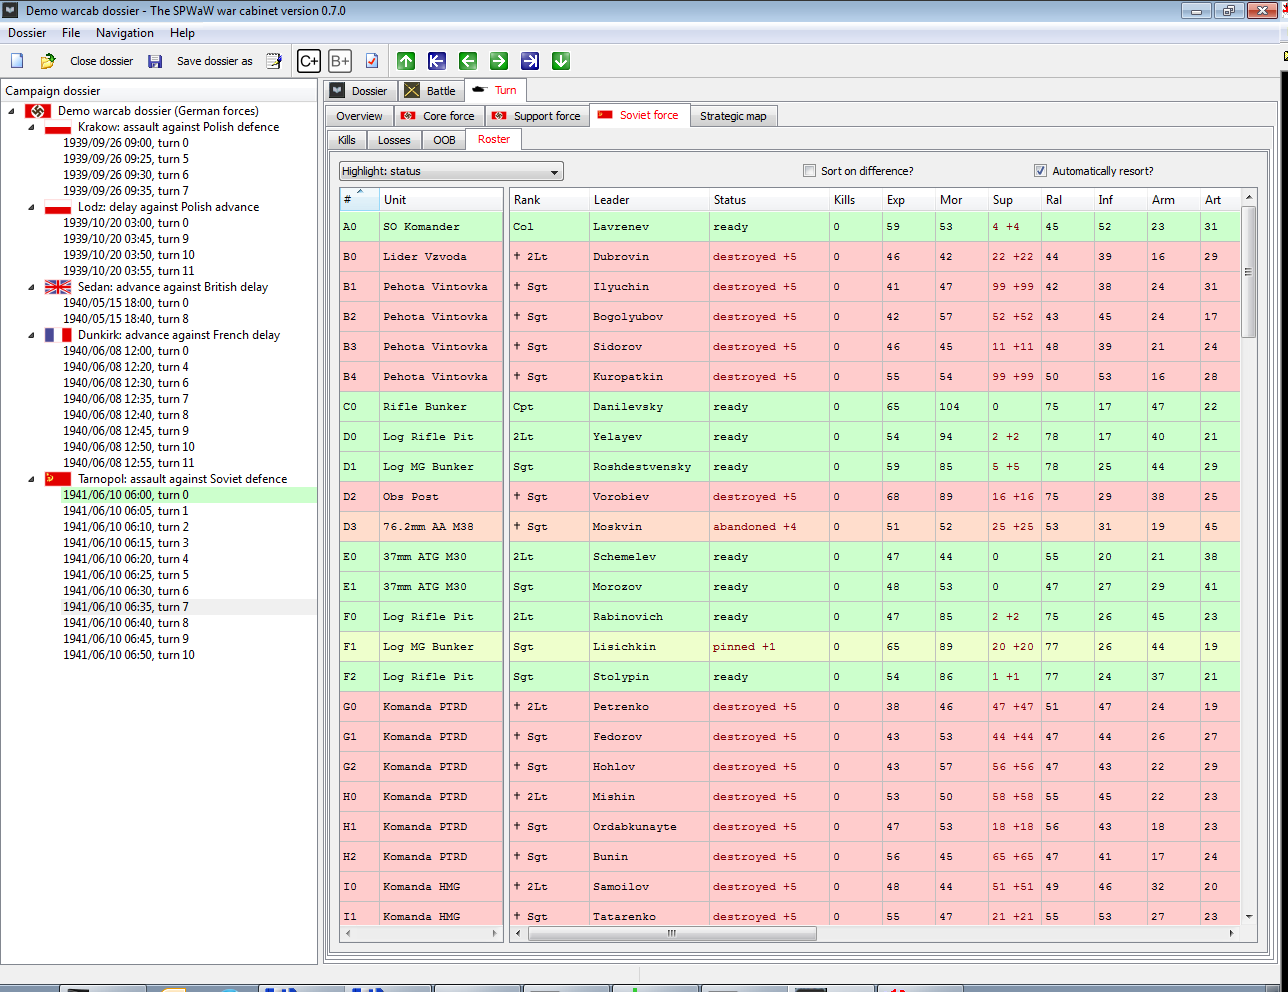 Demo warcab dossier - The SPWaW war cabinet version 0.7.0
Dossier File Navigation Help
Close dossier Save dossier as C+ B+
Campaign dossier
Demo warcab dossier (German forces)
Krakow: assault against Polish defence
1939/09/26 09:00, turn 0
1939/09/26 09:25, turn 5
1939/09/26 09:30, turn 6
1939/09/26 09:35, turn 7
Lodz: delay against Polish advance
1939/10/20 03:00, turn 0
1939/10/20 03:45, turn 9
1939/10/20 03:50, turn 10
1939/10/20 03:55, turn 11
Sedan: advance against British delay
1940/05/15 18:00, turn 0
1940/05/15 18:40, turn 8
Dunkirk: advance against French delay
1940/06/08 12:00, turn 0
1940/06/08 12:20, turn 4
1940/06/08 12:30, turn 6
1940/06/08 12:35, turn 7
1940/06/08 12:40, turn 8
1940/06/08 12:45, turn 9
1940/06/08 12:50, turn 10
1940/06/08 12:55, turn 11
Tarnopol: assault against Soviet defence
1941/06/10 06:00, turn 0
1941/06/10 06:05, turn 1
1941/06/10 06:10, turn 2
1941/06/10 06:15, turn 3
1941/06/10 06:20, turn 4
1941/06/10 06:25, turn 5
1941/06/10 06:30, turn 6
1941/06/10 06:35, turn 7
1941/06/10 06:40, turn 8
1941/06/10 06:45, turn 9
1941/06/10 06:50, turn 10
Dossier Battle Turn
Overview Core force Support force Soviet force Strategic map
Kills Losses OOB Roster
Highlight: status Sort on difference? Automatically resort?
# Unit Rank Leader Status Kills Exp Mor Sup Ral Inf Arm Art
A0 SO Komander Col Lavrenev ready 0 59 53 4 +4 45 52 23 31
B0 Lider Vzvoda † 2Lt Dubrovin destroyed +5 0 46 42 22 +22 44 39 16 29
B1 Pehota Vintovka † Sgt Ilyuchin destroyed +5 0 41 47 99 +99 42 38 24 31
B2 Pehota Vintovka † Sgt Bogolyubov destroyed +5 0 42 57 52 +52 43 45 24 17
B3 Pehota Vintovka † Sgt Sidorov destroyed +5 0 46 45 11 +11 48 39 21 24
B4 Pehota Vintovka † Sgt Kuropatkin destroyed +5 0 55 54 99 +99 50 53 16 28
C0 Rifle Bunker Cpt Danilevsky ready 0 65 104 0 75 17 47 22
D0 Log Rifle Pit 2Lt Yelayev ready 0 54 94 2 +2 78 17 40 21
D1 Log MG Bunker Sgt Roshdestvensky ready 0 59 85 5 +5 78 25 44 29
D2 Obs Post † Sgt Vorobiev destroyed +5 0 68 89 16 +16 75 29 38 25
D3 76.2mm AA M38 † Sgt Moskvin abandoned +4 0 51 52 25 +25 53 31 19 45
E0 37mm ATG M30 2Lt Schemelev ready 0 47 44 0 55 20 21 38
E1 37mm ATG M30 Sgt Morozov ready 0 48 53 0 47 27 29 41
F0 Log Rifle Pit 2Lt Rabinovich ready 0 47 85 2 +2 75 26 45 23
F1 Log MG Bunker Sgt Lisichkin pinned +1 0 65 89 20 +20 77 26 44 19
F2 Log Rifle Pit Sgt Stolypin ready 0 54 86 1 +1 77 24 37 21
G0 Komanda PTRD † 2Lt Petrenko destroyed +5 0 38 46 47 +47 51 47 24 19
G1 Komanda PTRD † Sgt Fedorov destroyed +5 0 43 53 44 +44 47 44 26 27
G2 Komanda PTRD † Sgt Hohlov destroyed +5 0 43 57 56 +56 47 43 22 29
H0 Komanda PTRD † 2Lt Mishin destroyed +5 0 53 50 58 +58 55 45 22 23
H1 Komanda PTRD † Sgt Ordabkunayte destroyed +5 0 47 53 18 +18 56 43 18 23
H2 Komanda PTRD † Sgt Bunin destroyed +5 0 56 45 65 +65 47 41 17 24
I0 Komanda HMG † 2Lt Samoilov destroyed +5 0 48 44 51 +51 49 46 32 20
I1 Komanda HMG † Sgt Tatarenko destroyed +5 0 55 47 21 +21 55 53 27 23